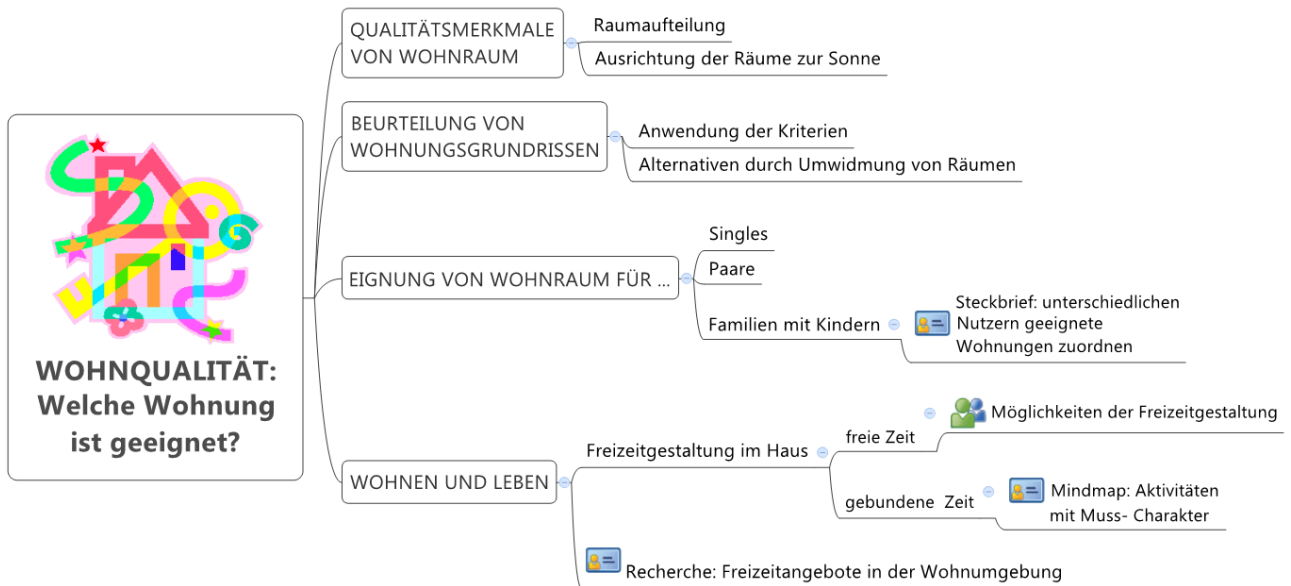 WOHNQUALITÄT:
Welche Wohnung
ist geeignet?
QUALITÄTSMERKMALE
VON WOHNRAUM
Raumaufteilung
Ausrichtung der Räume zur Sonne
BEURTEILUNG VON
WOHNUNGSGRUNDRISSEN
Anwendung der Kriterien
Alternativen durch Umwidmung von Räumen
EIGNUNG VON WOHNRAUM FÜR ...
Singles
Paare
Familien mit Kindern
Steckbrief: unterschiedlichen
Nutzern geeignete
Wohnungen zuordnen
WOHNEN UND LEBEN
Freizeitgestaltung im Haus
freie Zeit
Möglichkeiten der Freizeitgestaltung
gebundene Zeit
Mindmap: Aktivitäten
mit Muss- Charakter
Recherche: Freizeitangebote in der Wohnumgebung